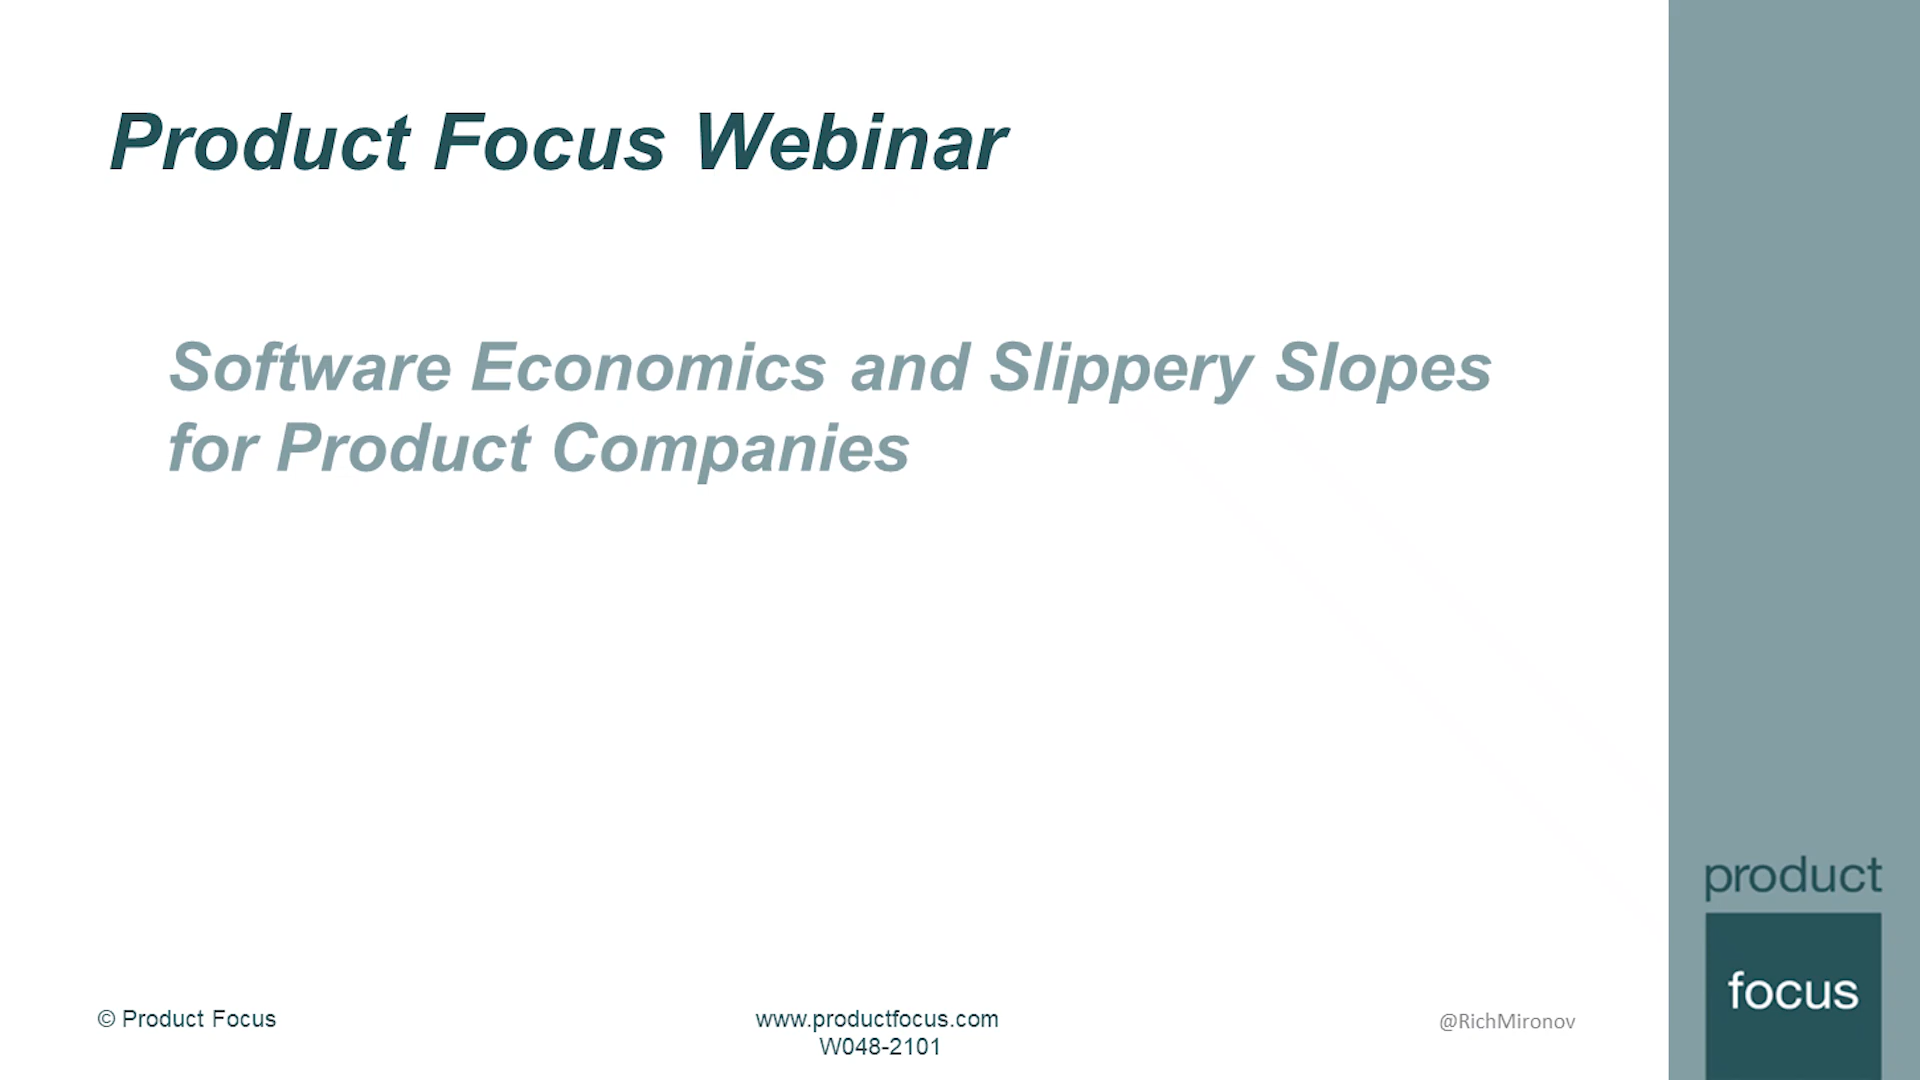 Product Focus Webinar
Software Economics and Slippery Slopes
for Product Companies
product
focus
© Product Focus
www.productfocus.com
W048-2101
@RichMironov